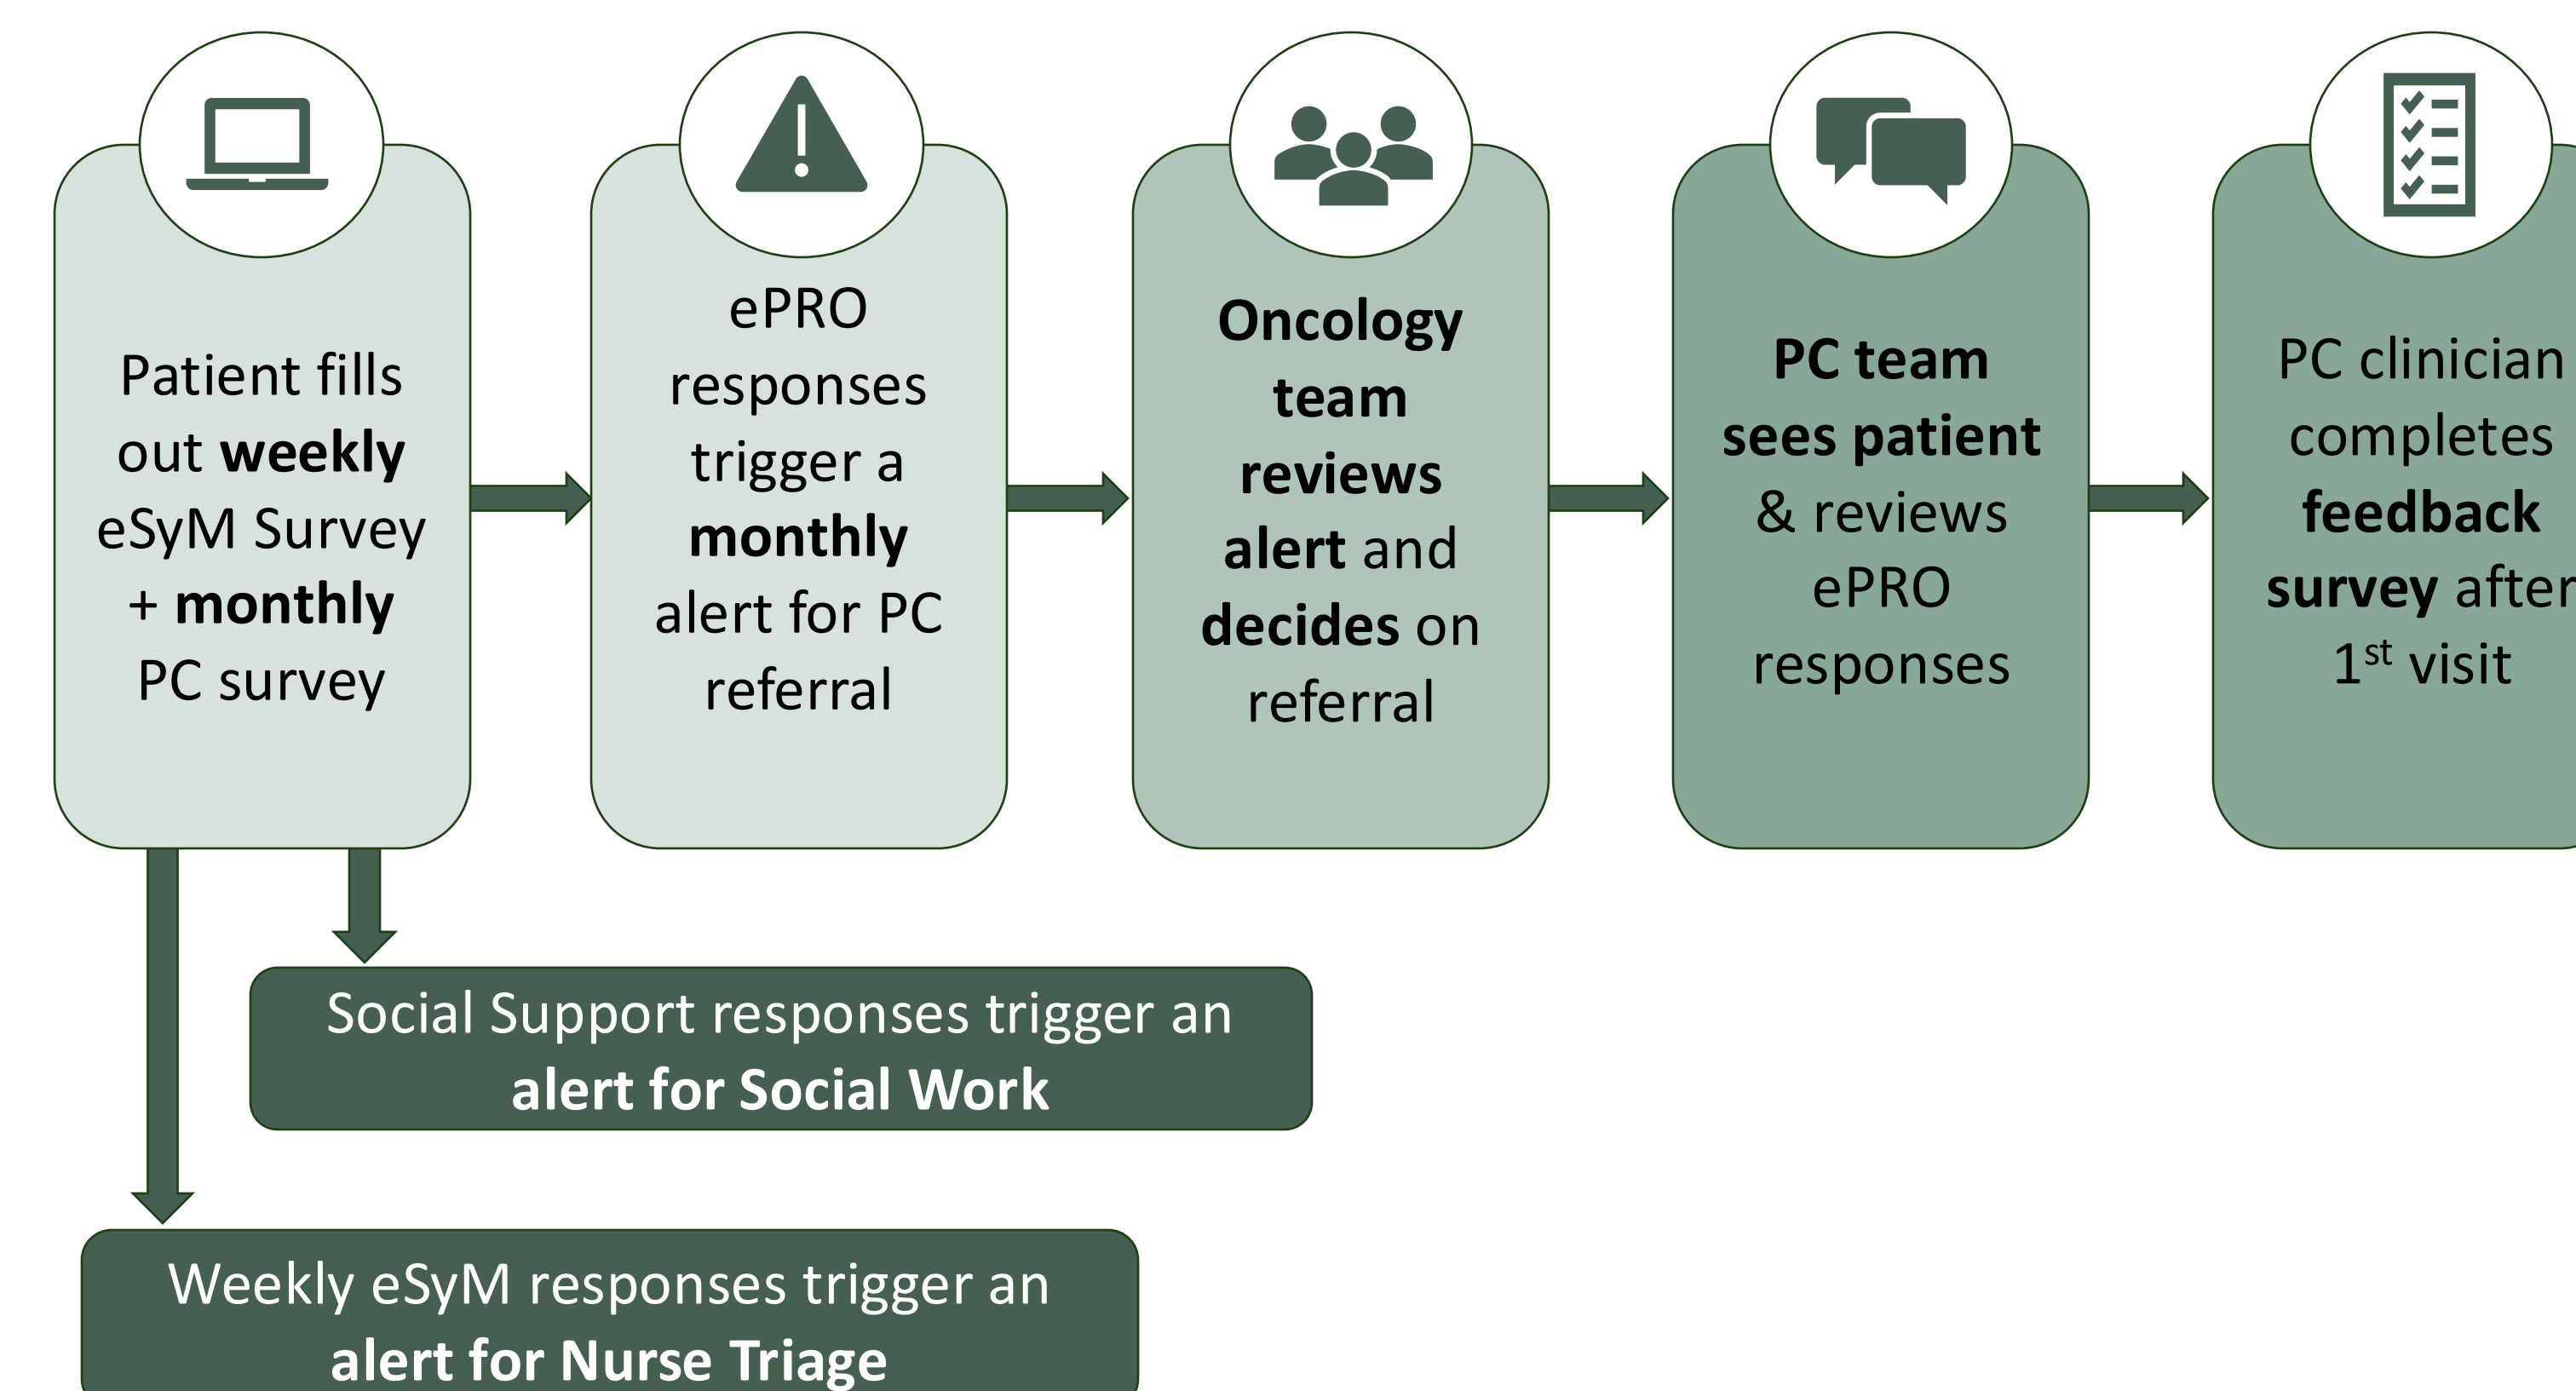 Patient fills
out weekly
eSyM Survey
+ monthly
PC survey
ePRO
responses
trigger a
monthly
alert for PC
referral
Oncology
team
reviews
alert and
decides on
referral
PC team
sees patient
& reviews
ePRO
responses
PC clinician
completes
feedback
survey after
1st visit
Social Support responses trigger an
alert for Social Work
Weekly eSyM responses trigger an
alert for Nurse Triage